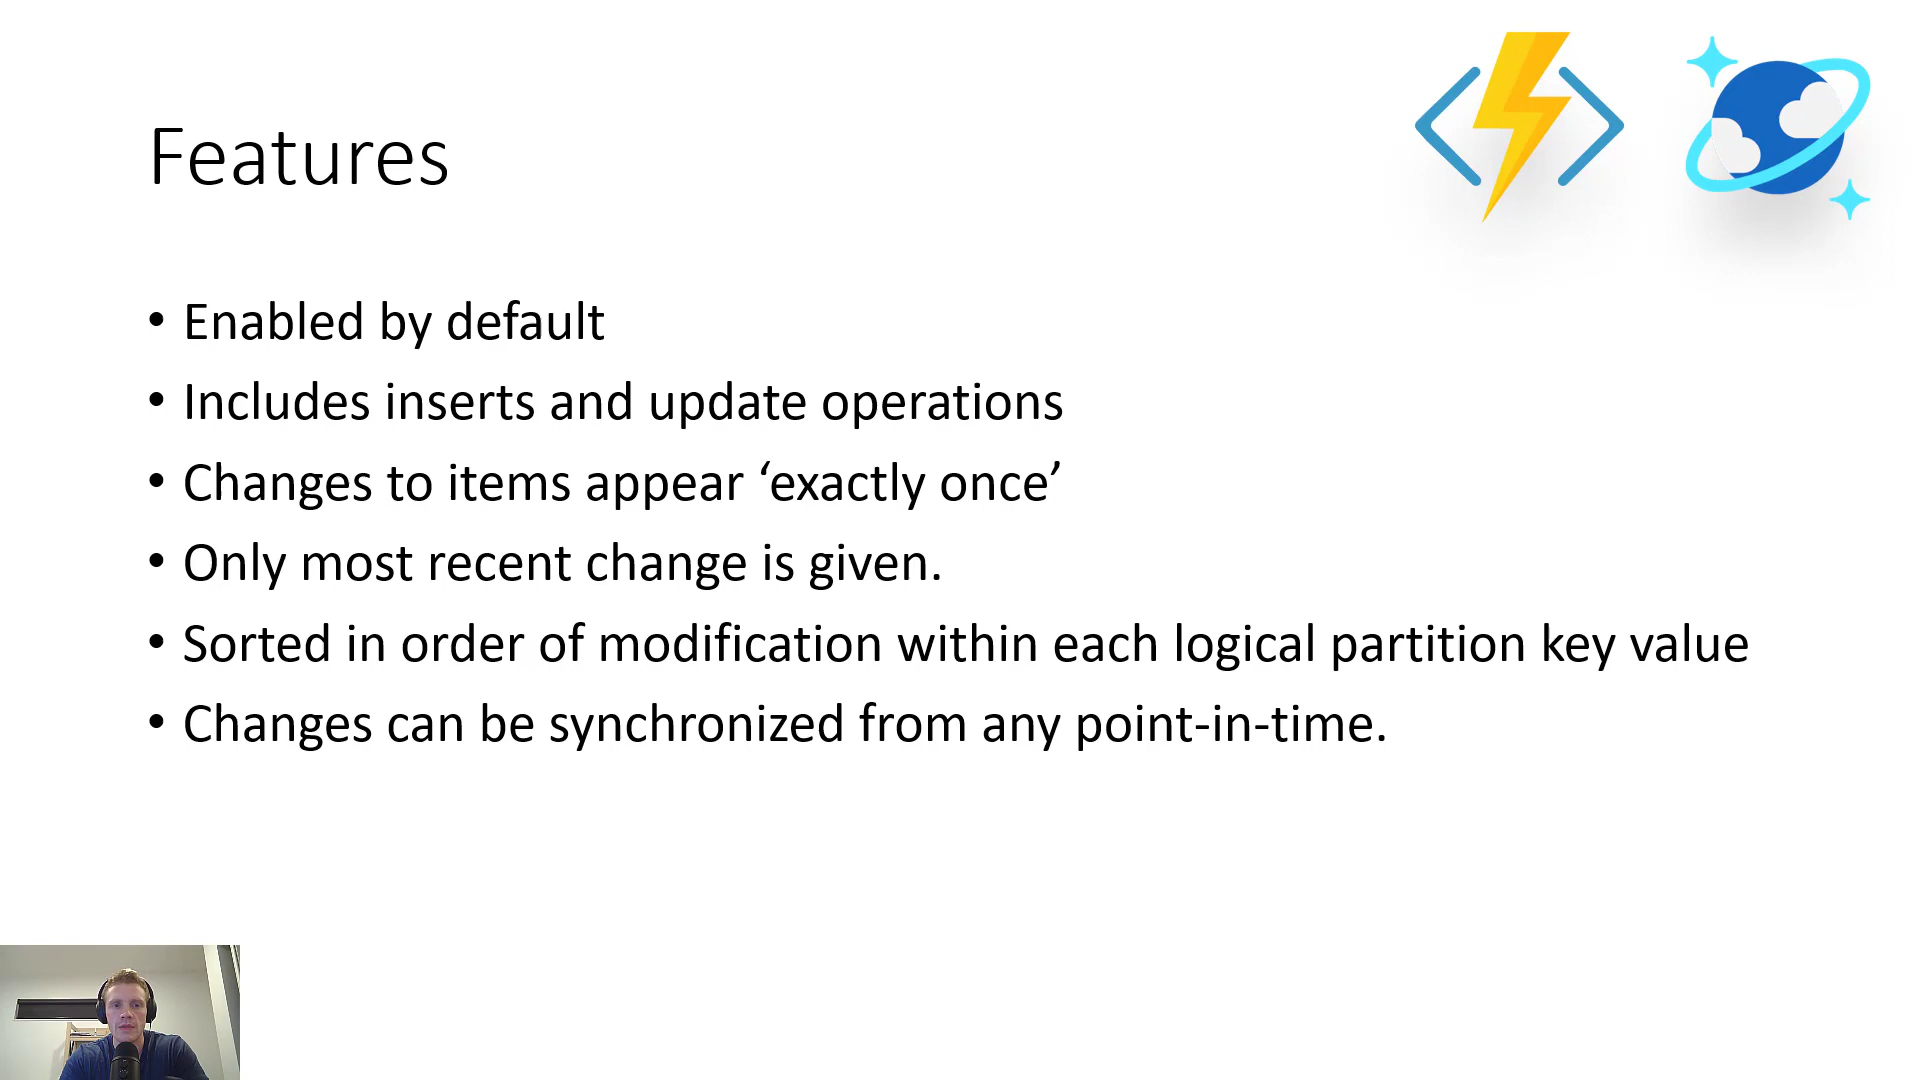 Features
• Enabled by default
• Includes inserts and update operations
• Changes to items appear ‘exactly once’
• Only most recent change is given.
• Sorted in order of modification within each logical partition key value
• Changes can be synchronized from any point-in-time.